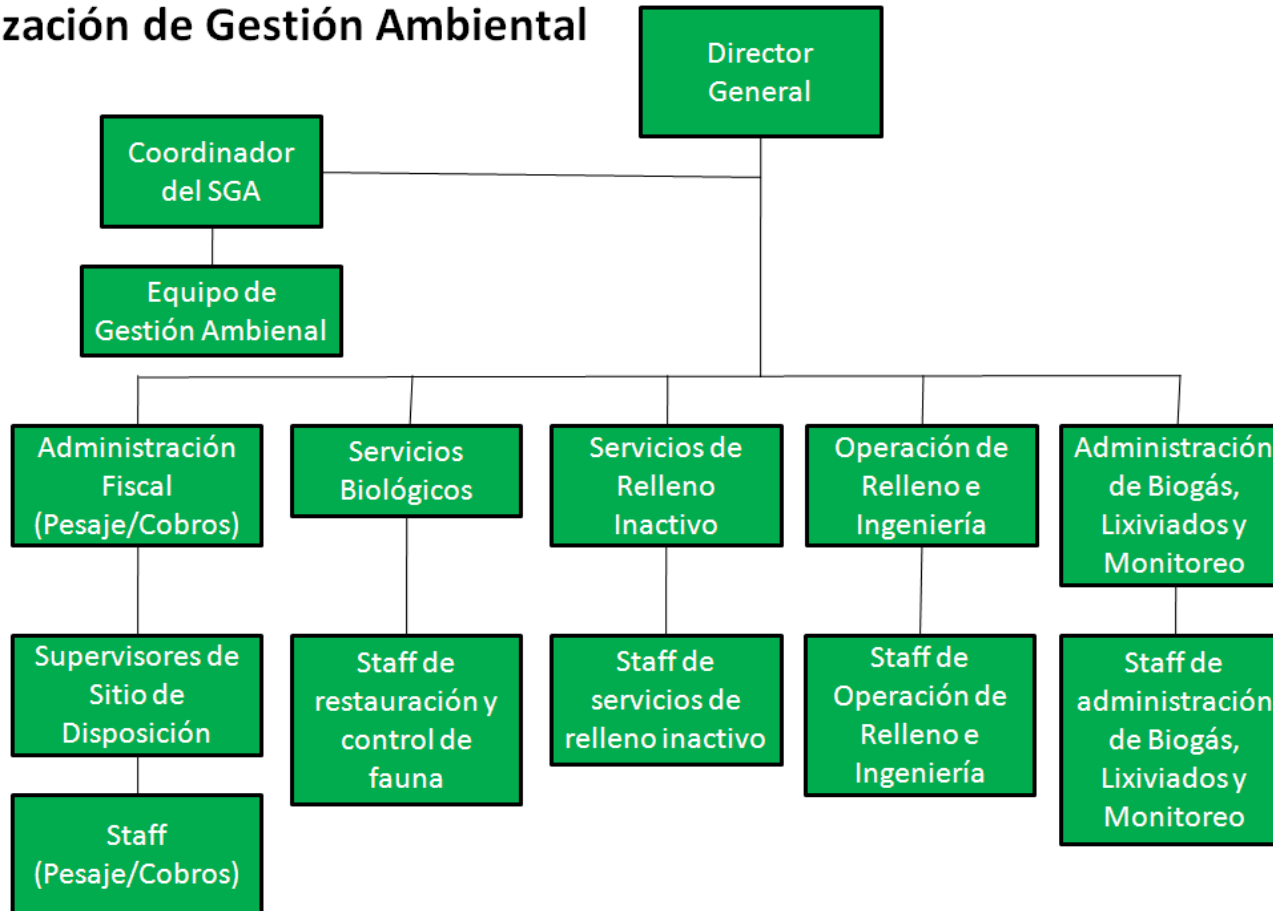 zación de Gestión Ambiental
Director
General
Coordinador
del SGA
Equipo de
Gestión Ambienal
Administración
Fiscal
(Pesaje/Cobros)
Servicios
Biológicos
Servicios de
Relleno
Inactivo
Operación de
Relleno e
Ingeniería
Administración
de Biogás,
Lixiviados y
Monitoreo
Supervisores de
Sitio de
Disposición
Staff de
restauración y
control de
fauna
Staff de
servicios de
relleno inactivo
Staff de
Operación de
Relleno e
Ingeniería
Staff de
administración
de Biogás,
Lixiviados y
Monitoreo
Staff
(Pesaje/Cobros)